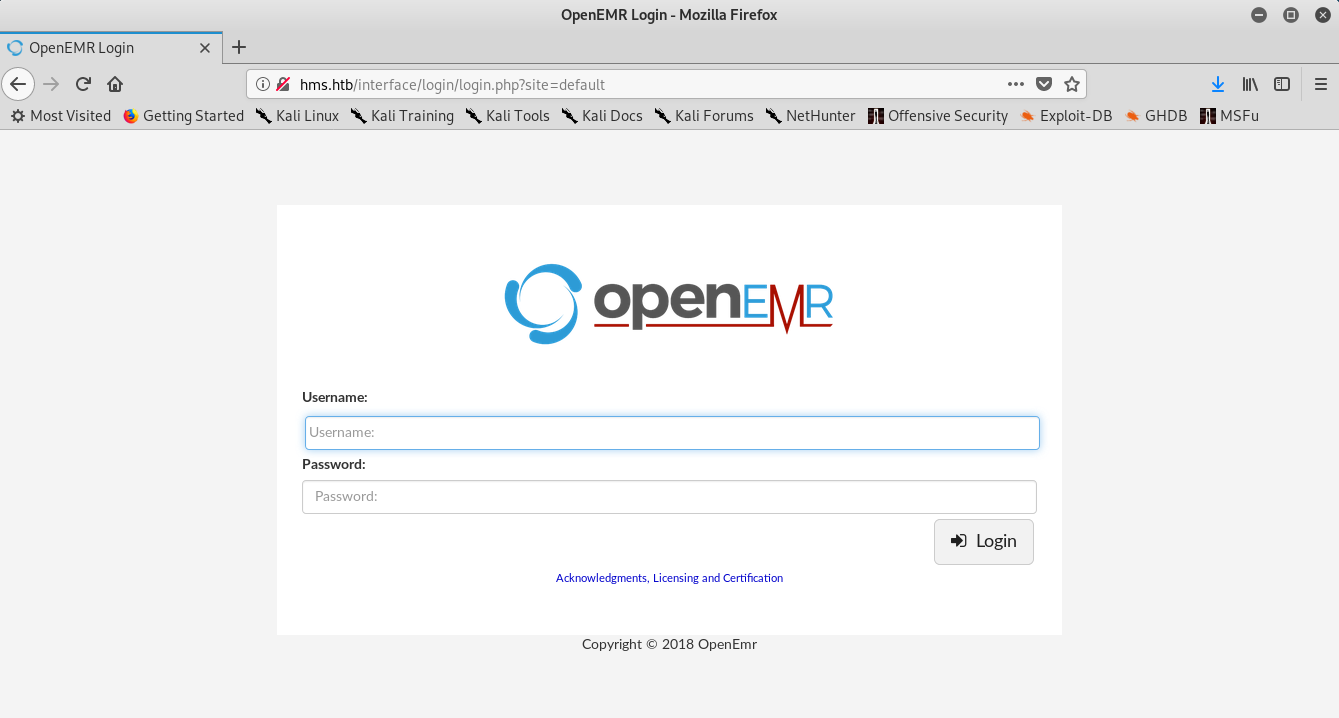 OpenEMR Login - Mozilla Firefox
OpenEMR Login
hms.htb/interface/login/login.php?site=default
Most Visited Getting Started Kali Linux Kali Training Kali Tools Kali Docs Kali Forums NetHunter Offensive Security Exploit-DB GHDB MSFu
openEMR
Username:
Username:
Password:
Password:
Login
Acknowledgments, Licensing and Certification
Copyright © 2018 OpenEmr